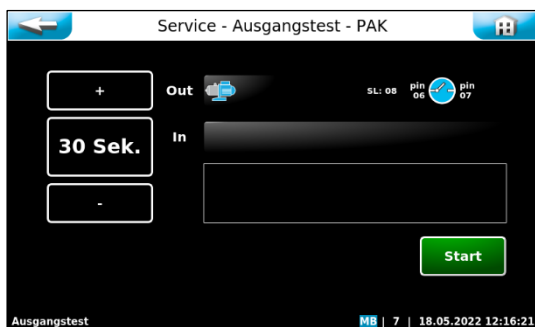 Service - Ausgangstest - PAK
+
Out
SL: 08
pin 06
pin 07
30 Sek.
In
-
Start
Ausgangstest
MB | 7 | 18.05.2022 12:16:21